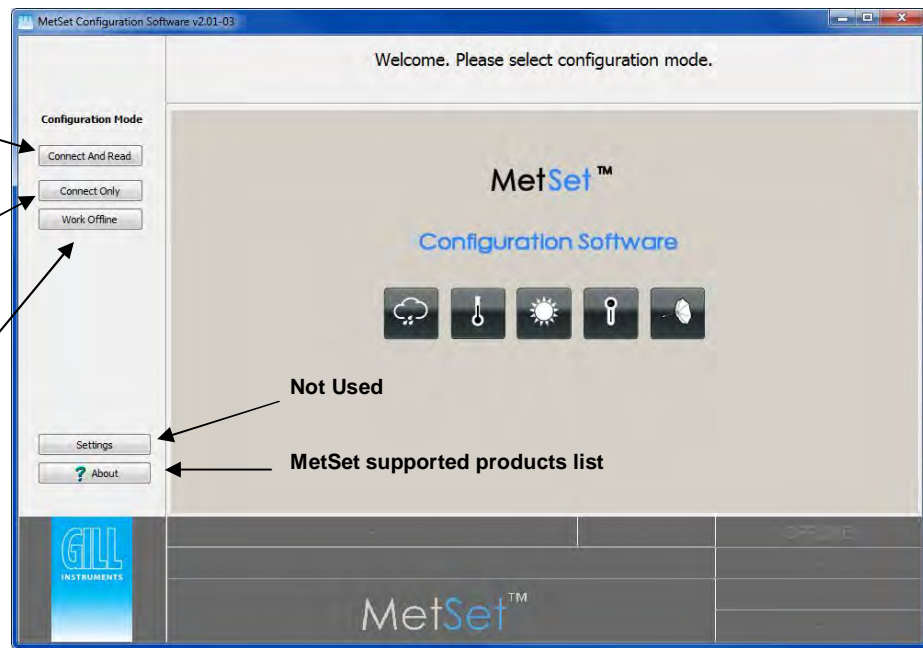 MetSet Configuration Software v2.01-03
Welcome. Please select configuration mode.
Configuration Mode
Connect And Read
Connect Only
Work Offline
MetSet™
Configuration Software
Not Used
Settings
MetSet supported products list
? About
GILL
INSTRUMENTS
OFFLINE
MetSet™